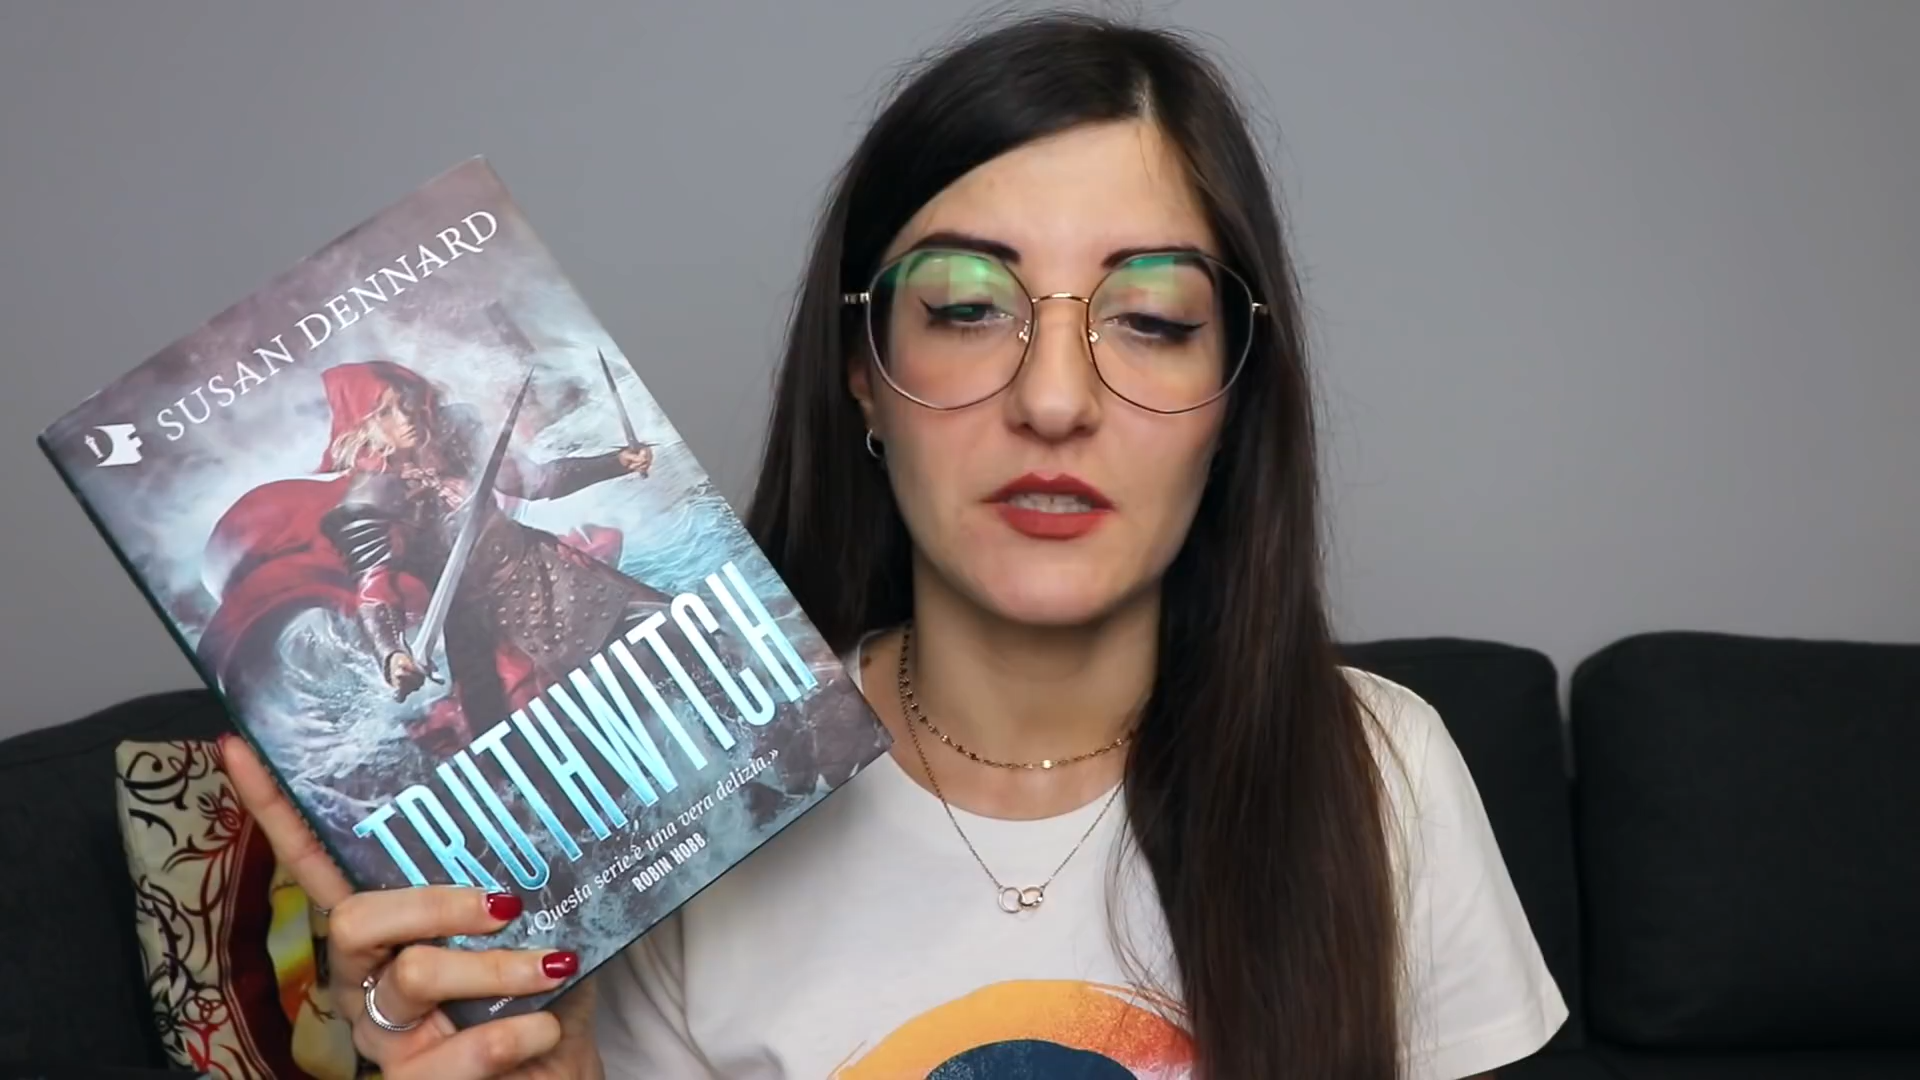 SUSAN DENNARD
TRUTHWITCH
«Questa serie è una vera delizia.»
ROBIN HOBB